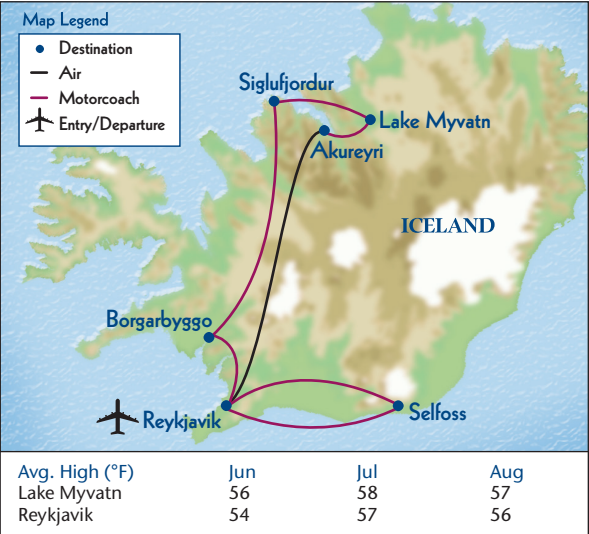 Map Legend
Destination
Air
Motorcoach
Entry/Departure
Siglufjordur
Lake Myvatn
Akureyri
ICELAND
Borgarbyggo
Reykjavik
Selfoss
Avg. High (°F) Jun Jul Aug
Lake Myvatn 56 58 57
Reykjavik 54 57 56